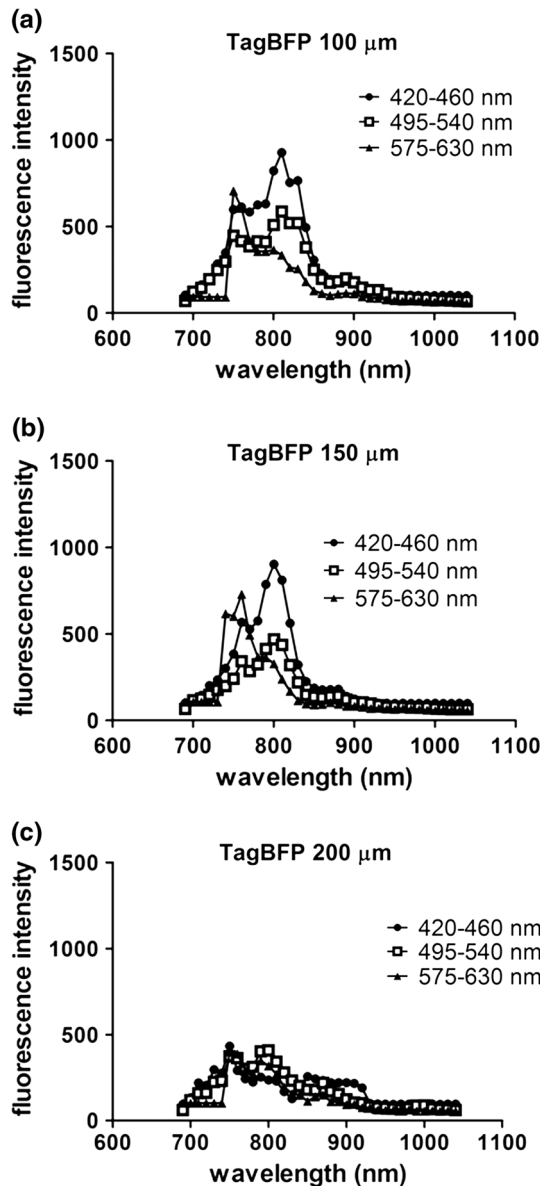 (a)
TagBFP 100 μm
1500
1000
500
0
fluorescence intensity
420-460 nm
495-540 nm
575-630 nm
600 700 800 900 1000 1100
wavelength (nm)
(b)
TagBFP 150 μm
1500
1000
500
0
fluorescence intensity
420-460 nm
495-540 nm
575-630 nm
600 700 800 900 1000 1100
wavelength (nm)
(c)
TagBFP 200 μm
1500
1000
500
0
fluorescence intensity
420-460 nm
495-540 nm
575-630 nm
600 700 800 900 1000 1100
wavelength (nm)